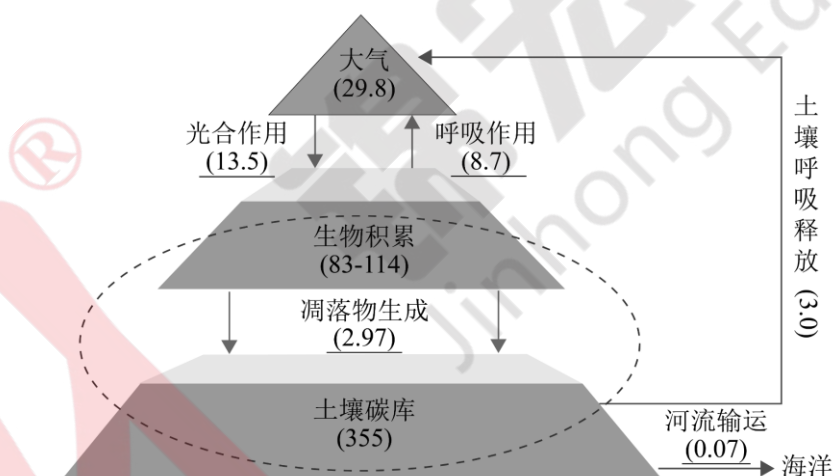 大气
(29.8)
光合作用
(13.5)
呼吸作用
(8.7)
生物积累
(83-114)
凋落物生成
(2.97)
土壤碳库
(355)
土壤呼吸释放 (3.0)
河流输运
(0.07)
海洋
®
Jinhong Ed